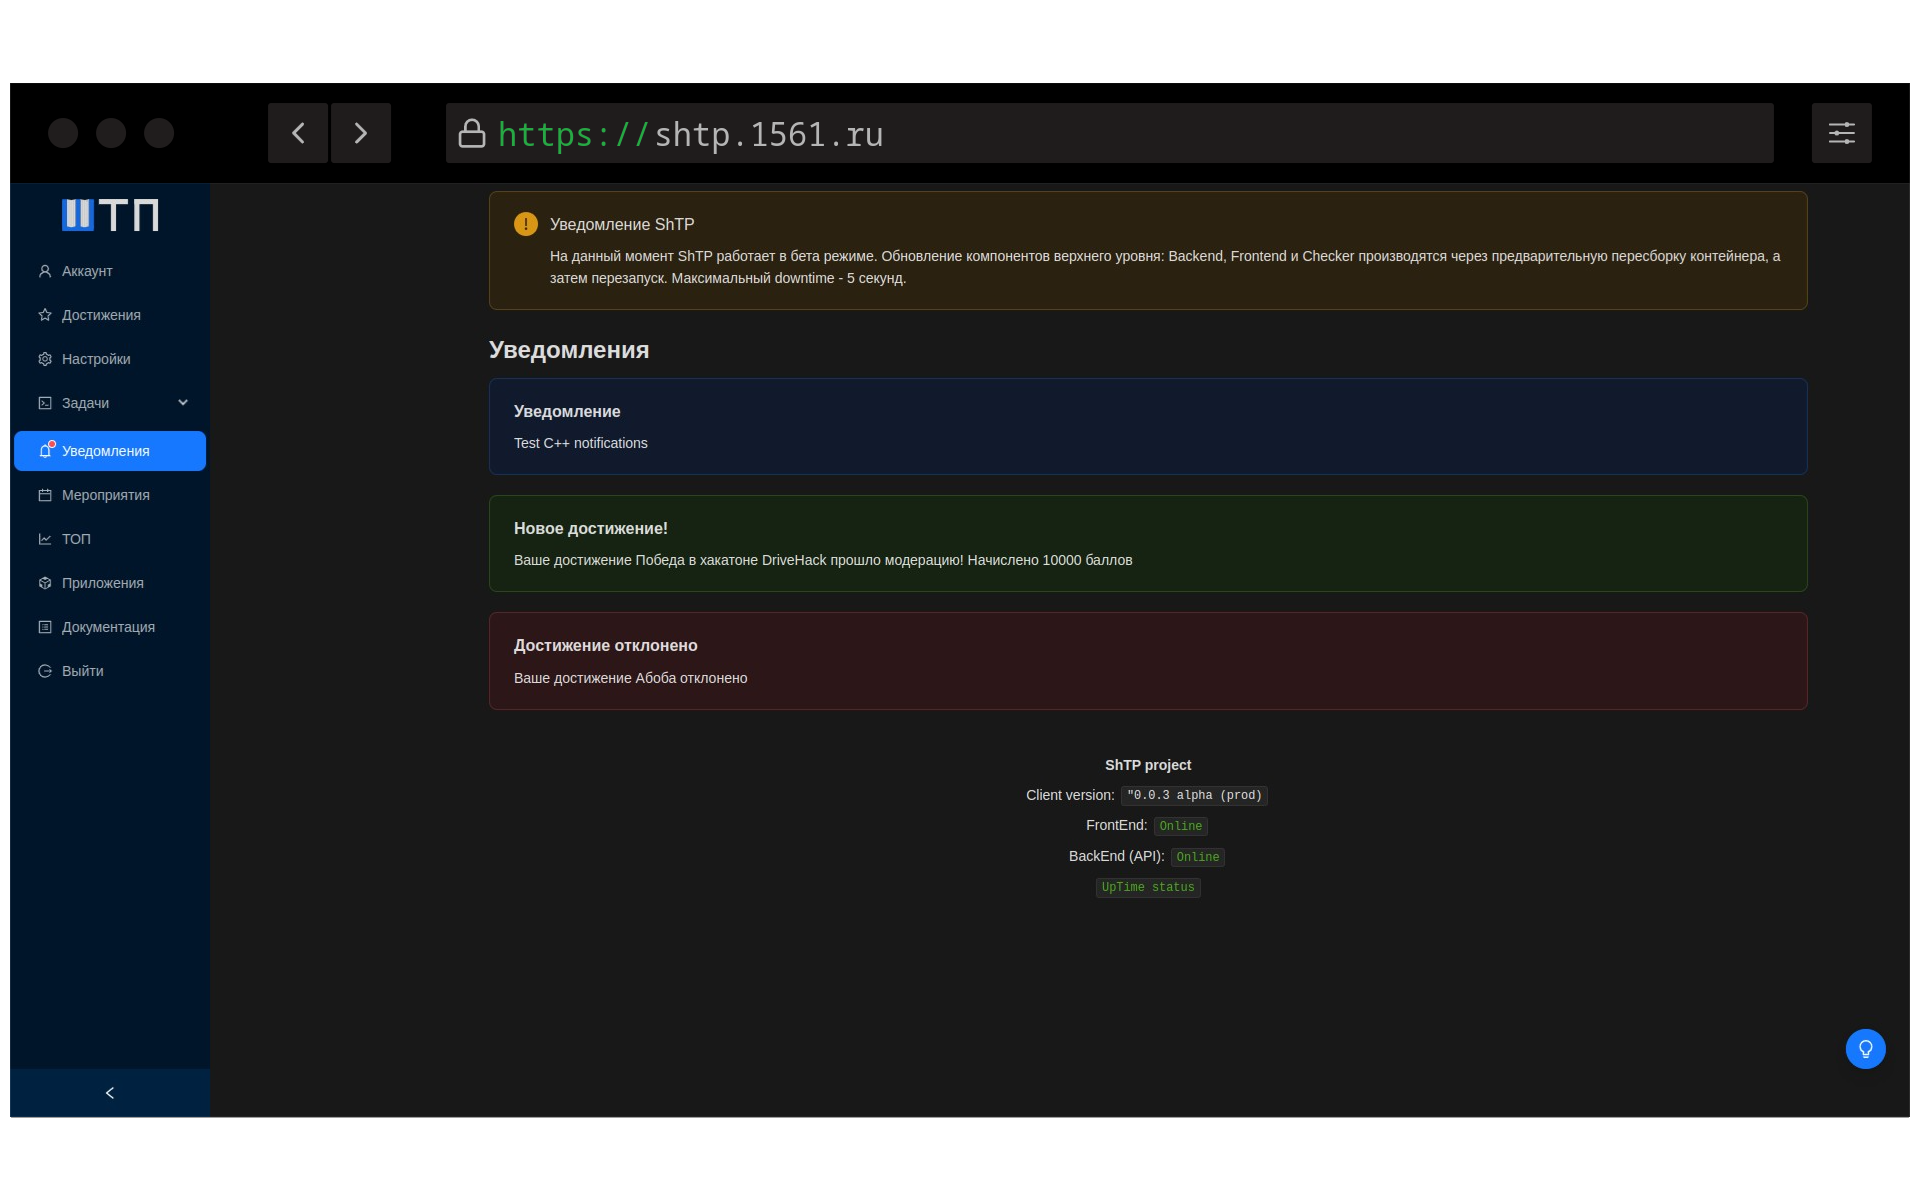 https://shtp.1561.ru
ШТП
Аккаунт
Достижения
Настройки
Задачи
Уведомления
Мероприятия
ТОП
Приложения
Документация
Выйти
Уведомление ShTP
На данный момент ShTP работает в бета режиме. Обновление компонентов верхнего уровня: Backend, Frontend и Checker производятся через предварительную пересборку контейнера, а
затем перезапуск. Максимальный downtime - 5 секунд.
Уведомления
Уведомление
Test C++ notifications
Новое достижение!
Ваше достижение Победа в хакатоне DriveHack прошло модерацию! Начислено 10000 баллов
Достижение отклонено
Ваше достижение Абоба отклонено
ShTP project
Client version: "0.0.3 alpha (prod)
FrontEnd: Online
BackEnd (API): Online
UpTime status